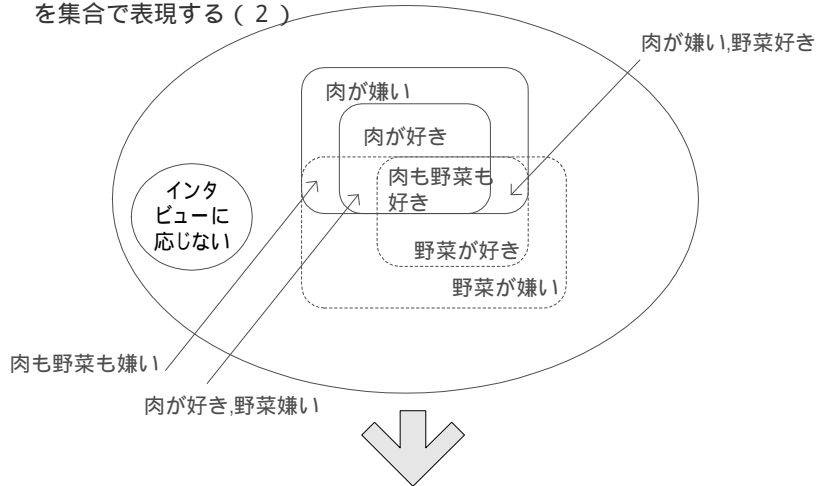 を集合で表現する（２）
肉が嫌い,野菜好き
肉が嫌い
肉が好き
肉も野菜も
好き
インタ
ビューに
応じない
野菜が好き
野菜が嫌い
肉も野菜も嫌い
肉が好き,野菜嫌い